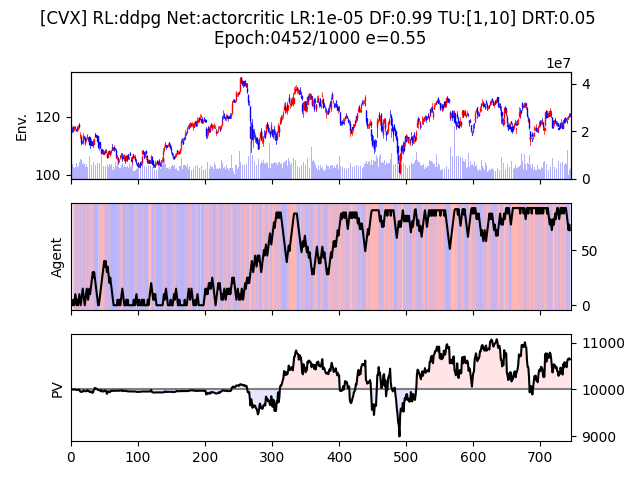 [CVX] RL:ddpg Net:actorcritic LR:1e-05 DF:0.99 TU:[1,10] DRT:0.05
Epoch:0452/1000 e=0.55
1e7
Env.
120
100
4
2
0
Agent
50
0
PV
11000
10000
9000
0 100 200 300 400 500 600 700